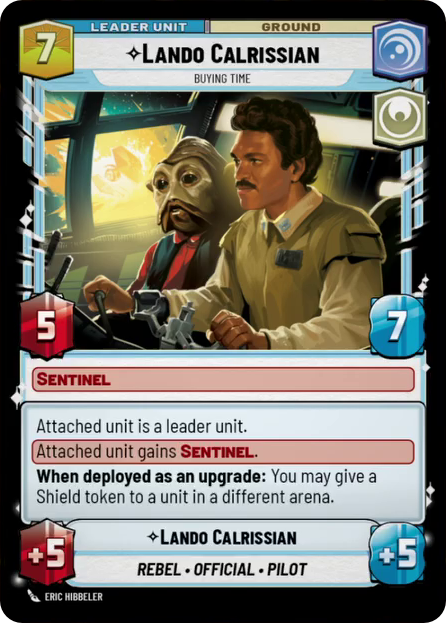 LEADER UNIT GROUND
7
LANDO CALRISSIAN
BUYING TIME
5
7
SENTINEL
Attached unit is a leader unit.
Attached unit gains SENTINEL.
When deployed as an upgrade: You may give a
Shield token to a unit in a different arena.
+5
LANDO CALRISSIAN
+5
REBEL • OFFICIAL • PILOT
ERIC HIBBELER